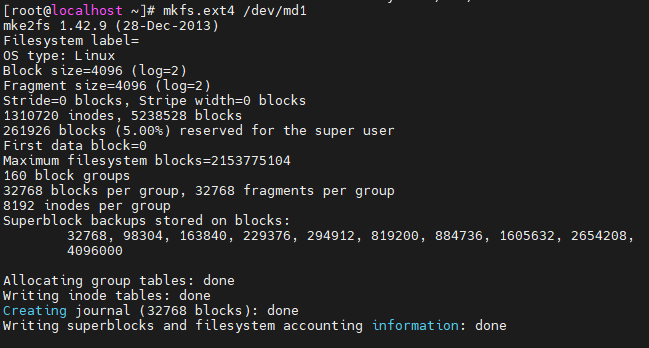 [root@localhost ~]# mkfs.ext4 /dev/md1
mke2fs 1.42.9 (28-Dec-2013)
Filesystem label=
OS type: Linux
Block size=4096 (log=2)
Fragment size=4096 (log=2)
Stride=0 blocks, Stripe width=0 blocks
1310720 inodes, 5238528 blocks
261926 blocks (5.00%) reserved for the super user
First data block=0
Maximum filesystem blocks=2153775104
160 block groups
32768 blocks per group, 32768 fragments per group
8192 inodes per group
Superblock backups stored on blocks:
        32768, 98304, 163840, 229376, 294912, 819200, 884736, 1605632, 2654208,
        4096000
Allocating group tables: done
Writing inode tables: done
Creating journal (32768 blocks): done
Writing superblocks and filesystem accounting information: done